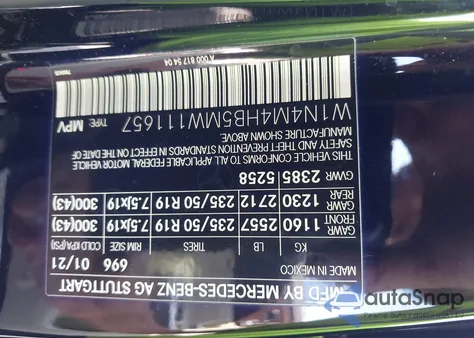 MFD BY MERCEDES-BENZ AG STUTTGART
MADE IN MEXICO
01/21
696
TIRES RIM SIZE COLD KPA(PSI)
KG LB
GAWR FRONT 1160 2557 235/50 R19 7.5Jx19 300(43)
GAWR REAR 1230 2712 235/50 R19 7.5Jx19 300(43)
GVWR 2385 5258
THIS VEHICLE CONFORMS TO ALL APPLICABLE FEDERAL MOTOR VEHICLE
SAFETY AND THEFT PREVENTION STANDARDS IN EFFECT ON THE DATE OF
MANUFACTURE SHOWN ABOVE.
W1N4M4HB5MW111657 TYPE: MPV
A 000 817 54 04
autoSnap